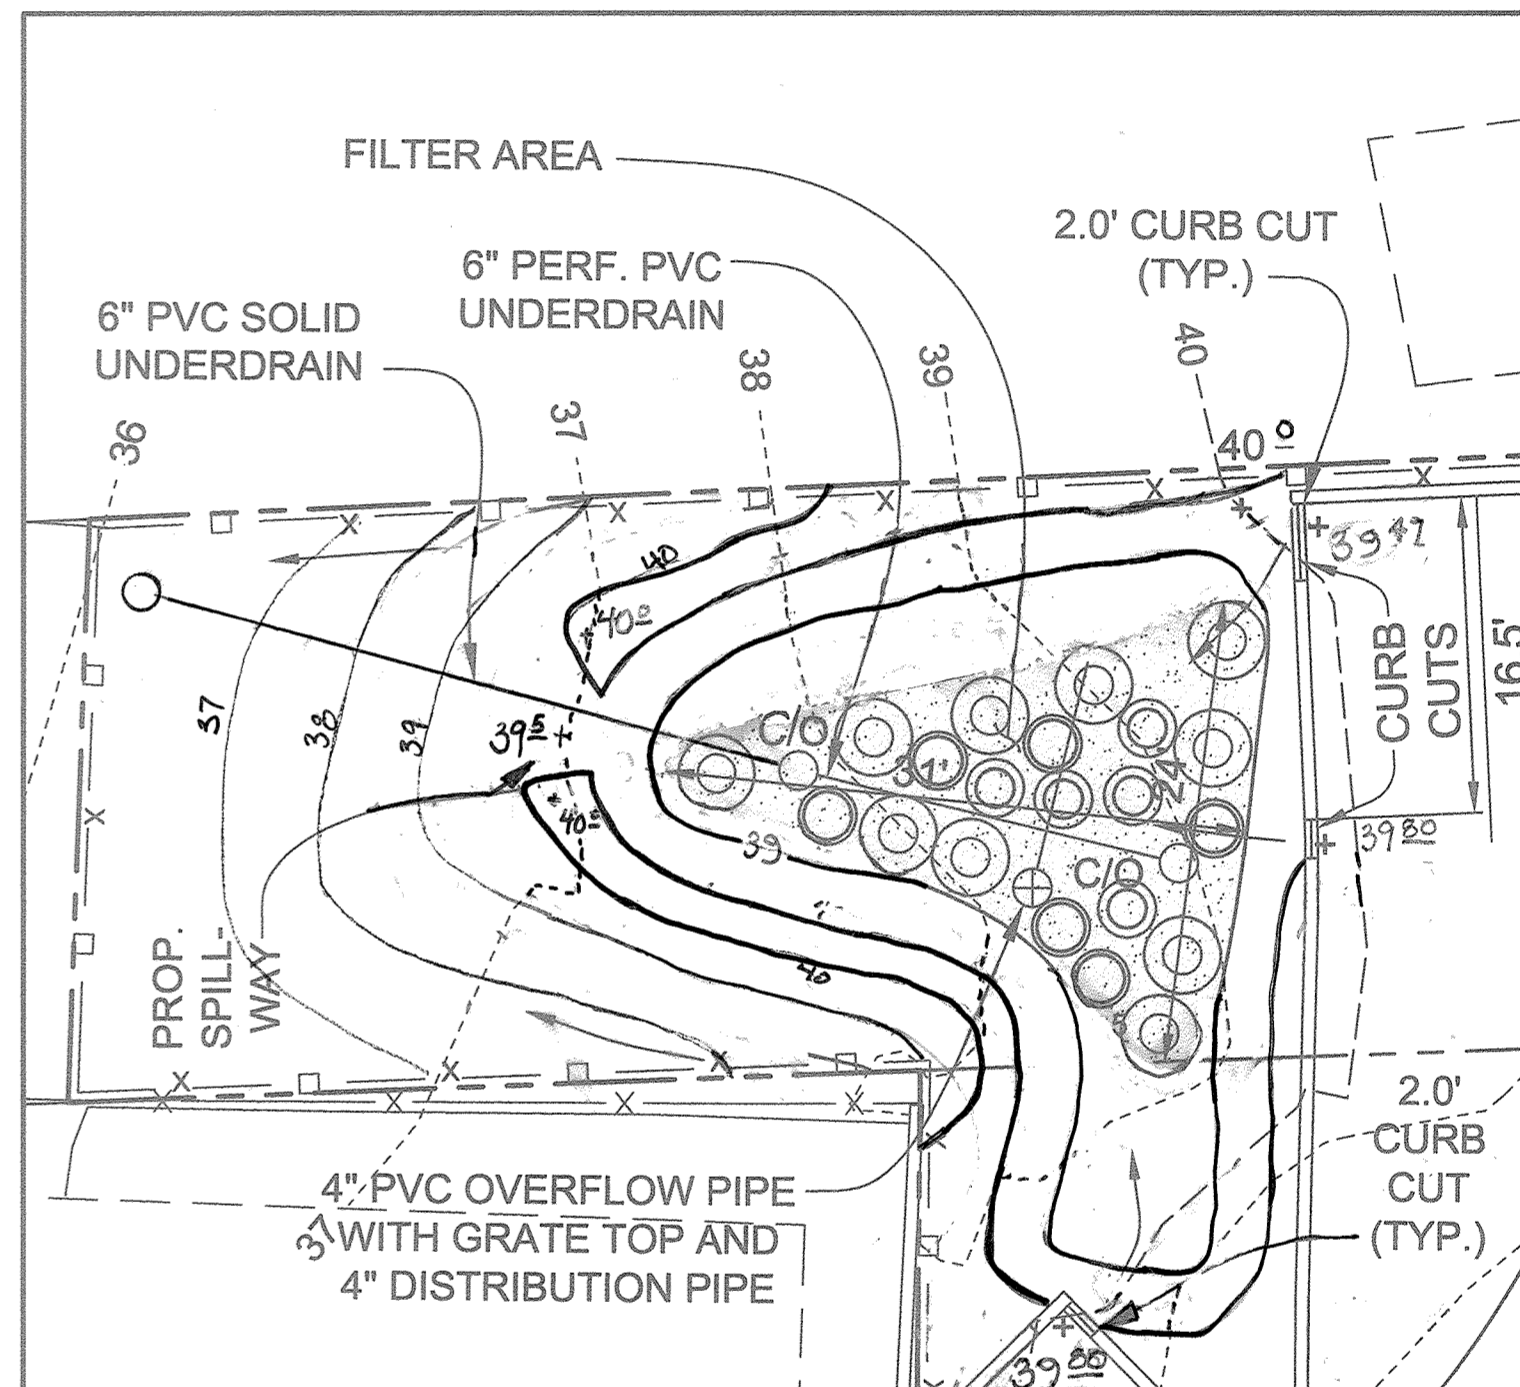 FILTER AREA
2.0' CURB CUT
(TYP.)
6" PERF. PVC
UNDERDRAIN
6" PVC SOLID
UNDERDRAIN
36
37
38
39
40
40 0
40
39 47
40 0
37
38
39
39 5
C/O
31'
24'
CURB
CUTS
16.5'
40 0
39
39 80
C/O
PROP.
SPILL-
WAY
40
2.0'
CURB
CUT
(TYP.)
4" PVC OVERFLOW PIPE
WITH GRATE TOP AND
4" DISTRIBUTION PIPE
37